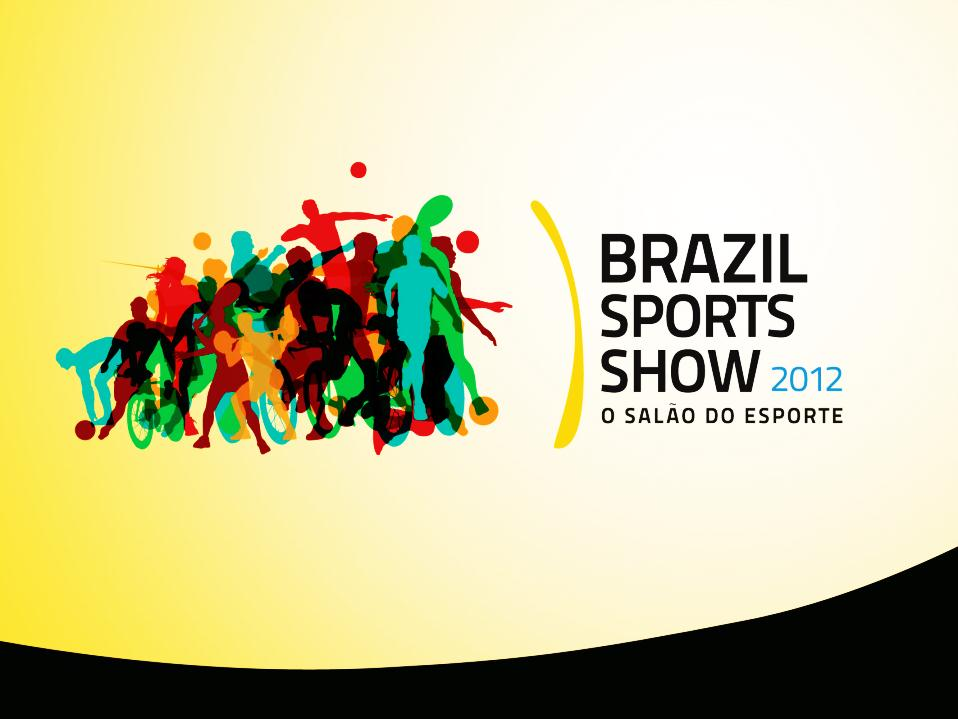 BRAZIL
SPORTS
SHOW 2012
O SALÃO DO ESPORTE